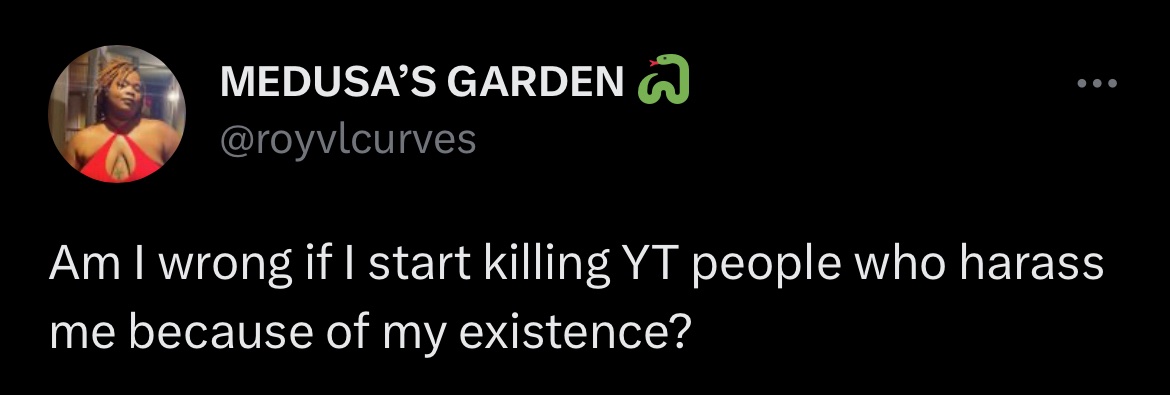 MEDUSA’S GARDEN 🐍
@royvlcurves
Am I wrong if I start killing YT people who harass
me because of my existence?